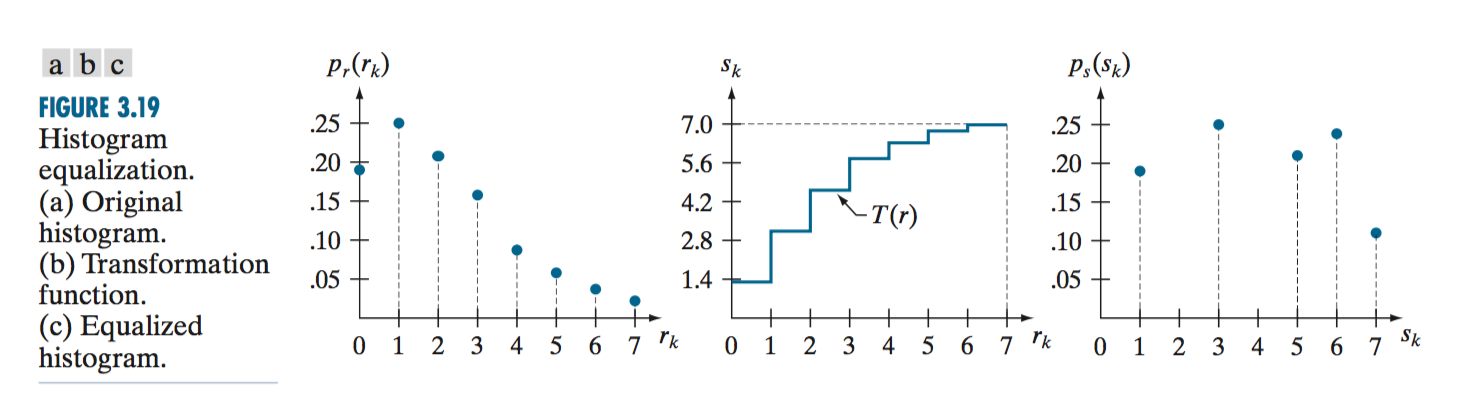 a b c
FIGURE 3.19
Histogram
equalization.
(a) Original
histogram.
(b) Transformation
function.
(c) Equalized
histogram.
pᵣ(rₖ)
.25
.20
.15
.10
.05
0 1 2 3 4 5 6 7 rₖ
sₖ
7.0
5.6
4.2
2.8
1.4
T(r)
0 1 2 3 4 5 6 7 rₖ
pₛ(sₖ)
.25
.20
.15
.10
.05
0 1 2 3 4 5 6 7 sₖ